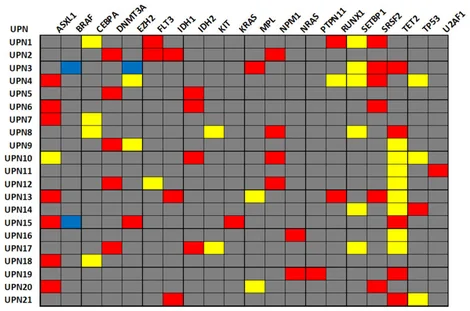 UPN ASXL1 BRAF CEBPA DNMT3A EZH2 FLT3 IDH1 IDH2 KIT KRAS MPL NPM1 NRAS PTPN11 RUNX1 SETBP1 SRSF2 TET2 TP53 U2AF1
UPN1
UPN2
UPN3
UPN4
UPN5
UPN6
UPN7
UPN8
UPN9
UPN10
UPN11
UPN12
UPN13
UPN14
UPN15
UPN16
UPN17
UPN18
UPN19
UPN20
UPN21